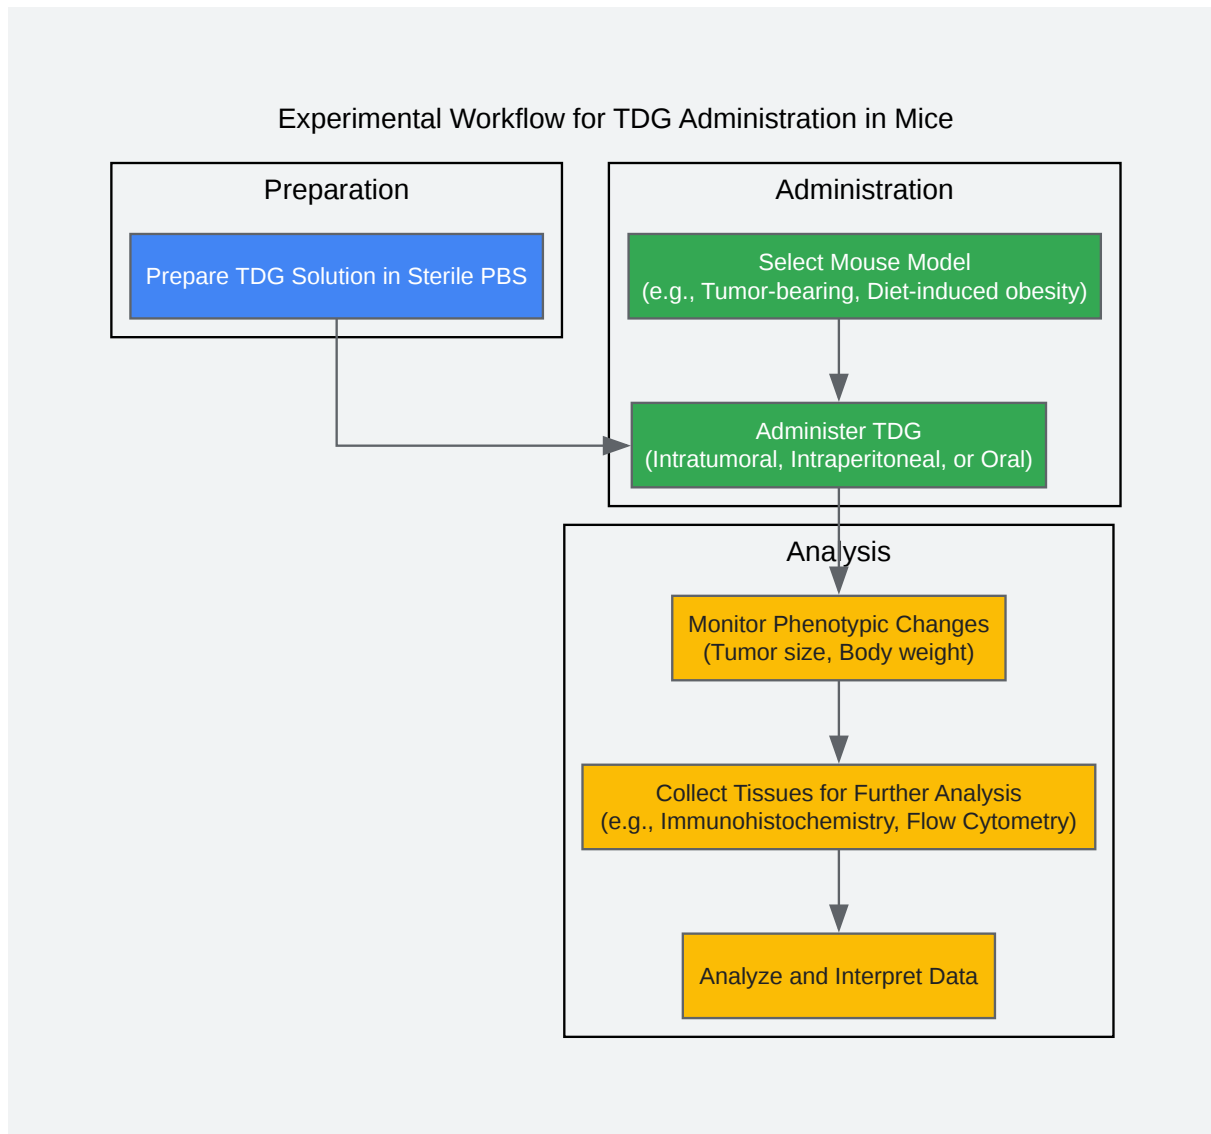 Experimental Workflow for TDG Administration in Mice
Preparation
Prepare TDG Solution in Sterile PBS
Administration
Select Mouse Model
(e.g., Tumor-bearing, Diet-induced obesity)
Administer TDG
(Intratumoral, Intraperitoneal, or Oral)
Analysis
Monitor Phenotypic Changes
(Tumor size, Body weight)
Collect Tissues for Further Analysis
(e.g., Immunohistochemistry, Flow Cytometry)
Analyze and Interpret Data